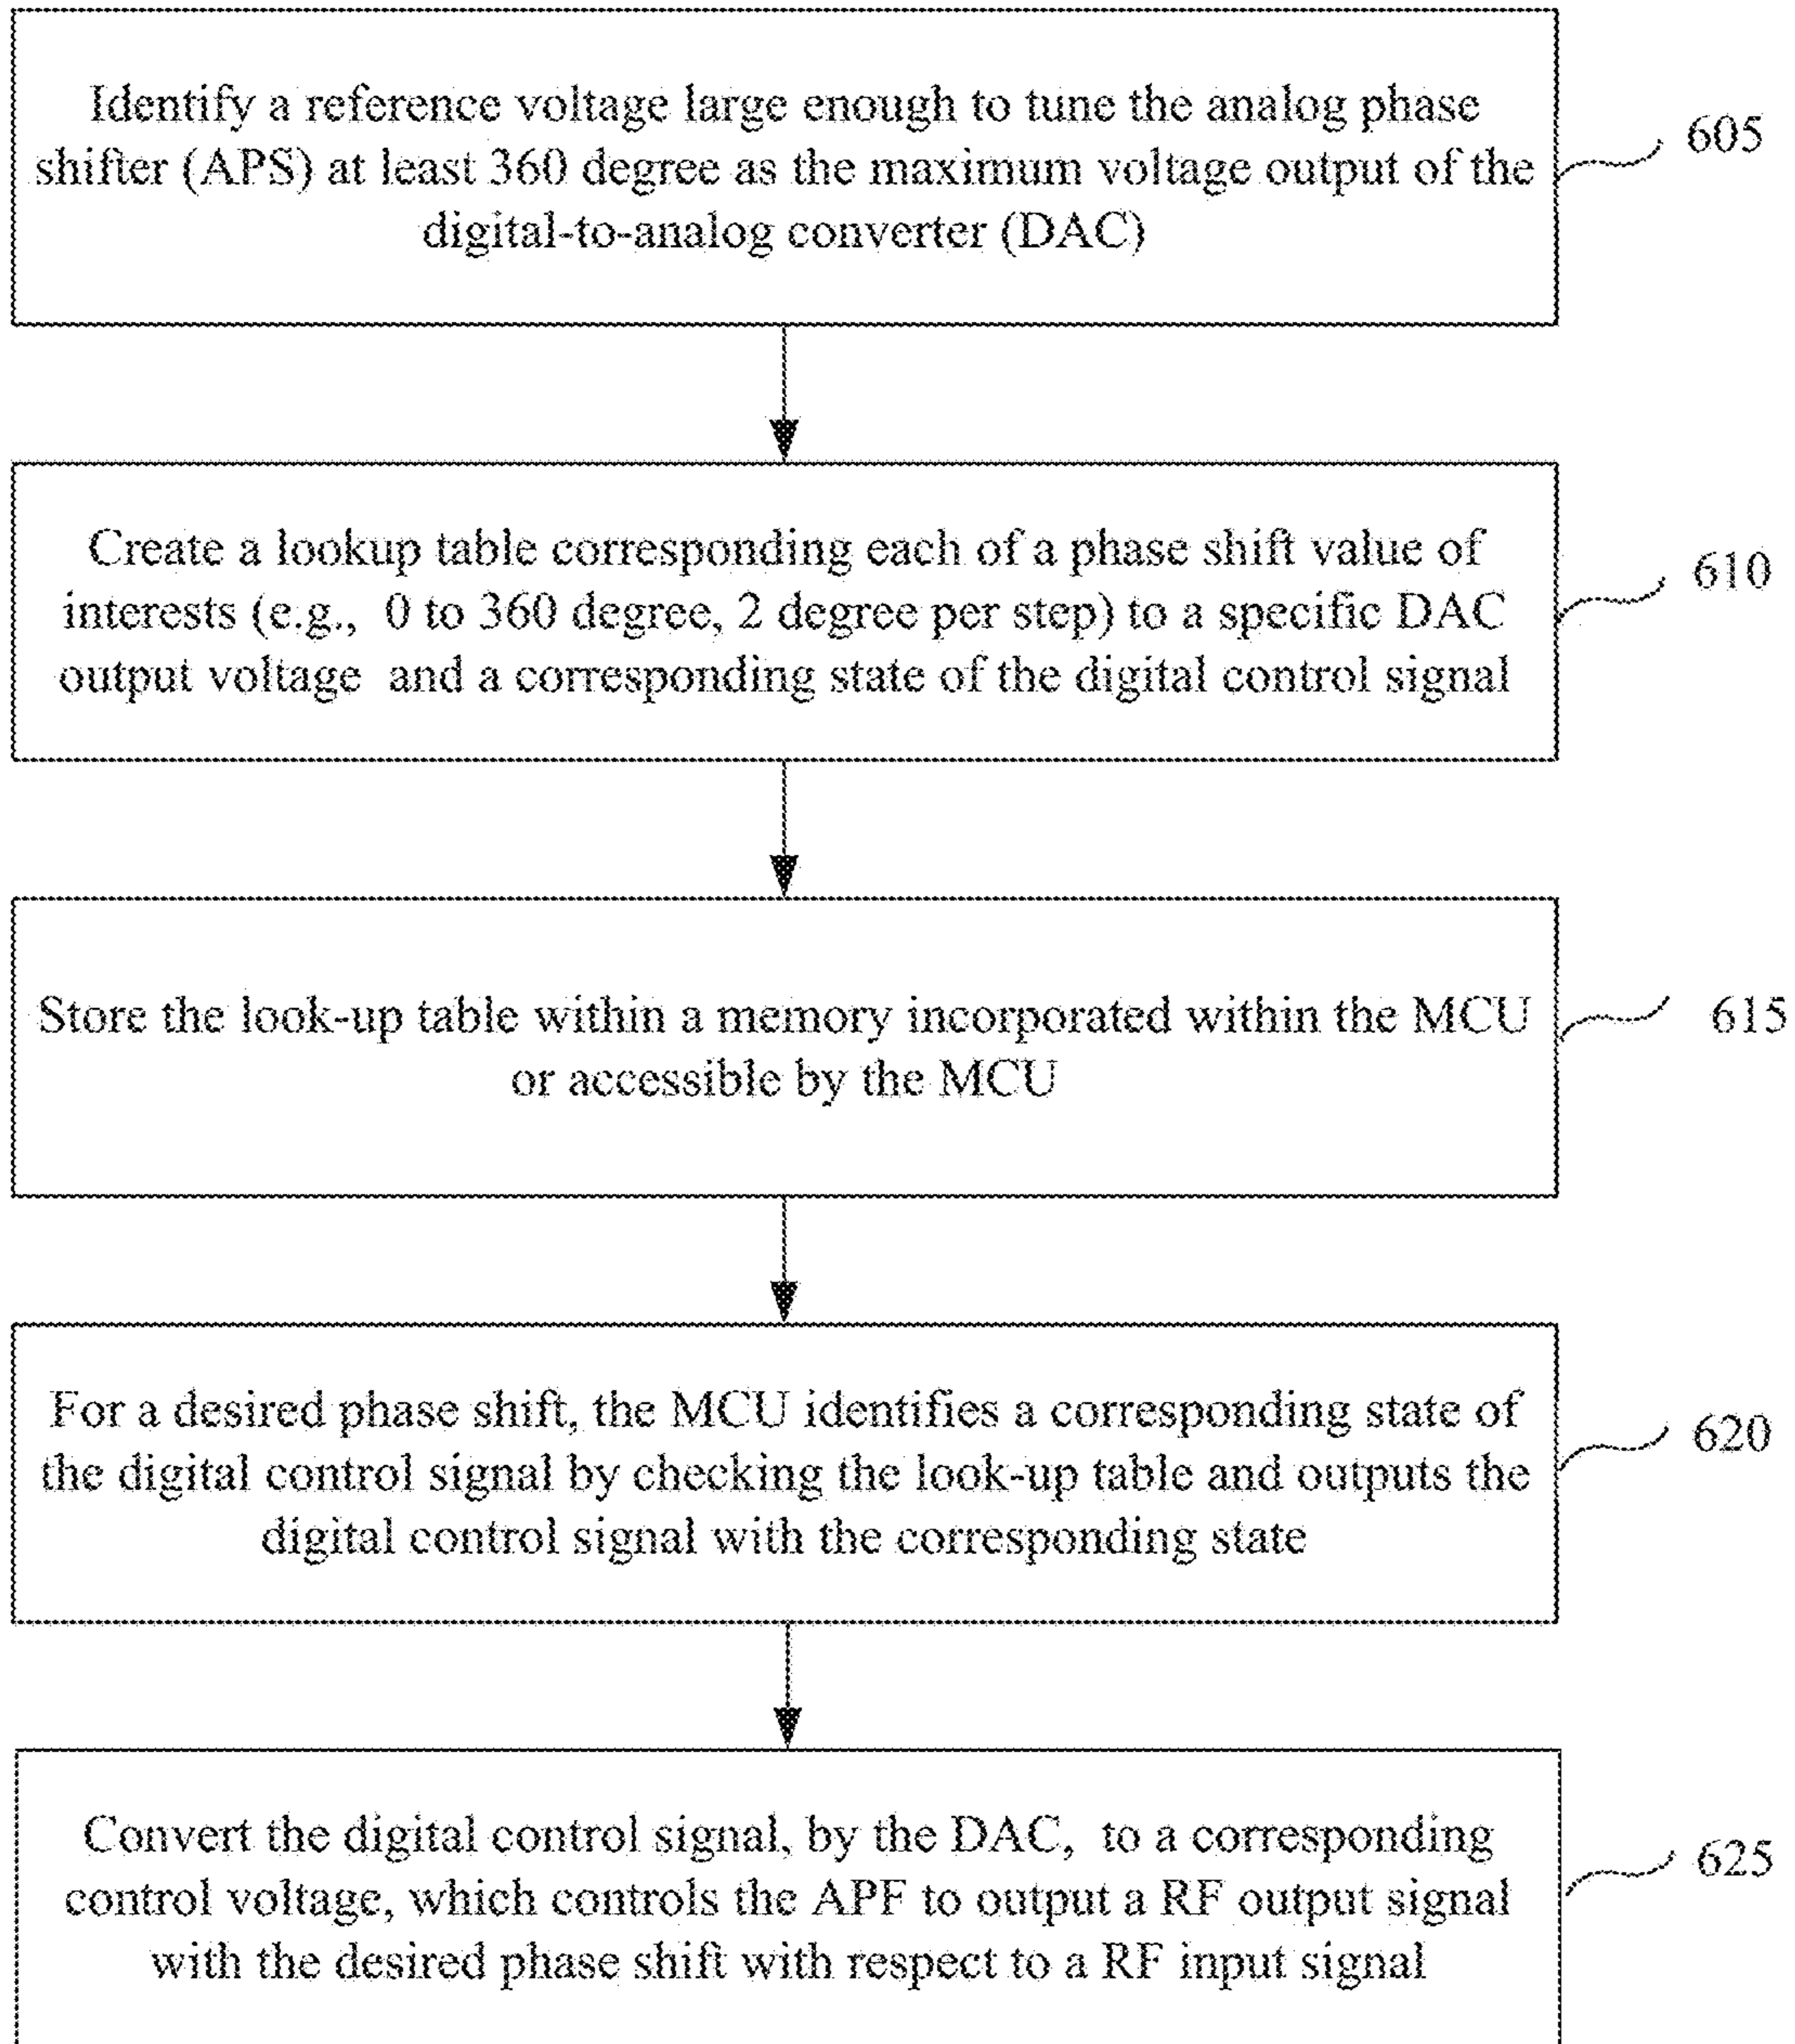 Identify a reference voltage large enough to tune the analog phase
shifter (APS) at least 360 degree as the maximum voltage output of the
digital-to-analog converter (DAC)
605
Create a lookup table corresponding each of a phase shift value of
interests (e.g., 0 to 360 degree, 2 degree per step) to a specific DAC
output voltage and a corresponding state of the digital control signal
610
Store the look-up table within a memory incorporated within the MCU
or accessible by the MCU
615
For a desired phase shift, the MCU identifies a corresponding state of
the digital control signal by checking the look-up table and outputs the
digital control signal with the corresponding state
620
Convert the digital control signal, by the DAC, to a corresponding
control voltage, which controls the APF to output a RF output signal
with the desired phase shift with respect to a RF input signal
625